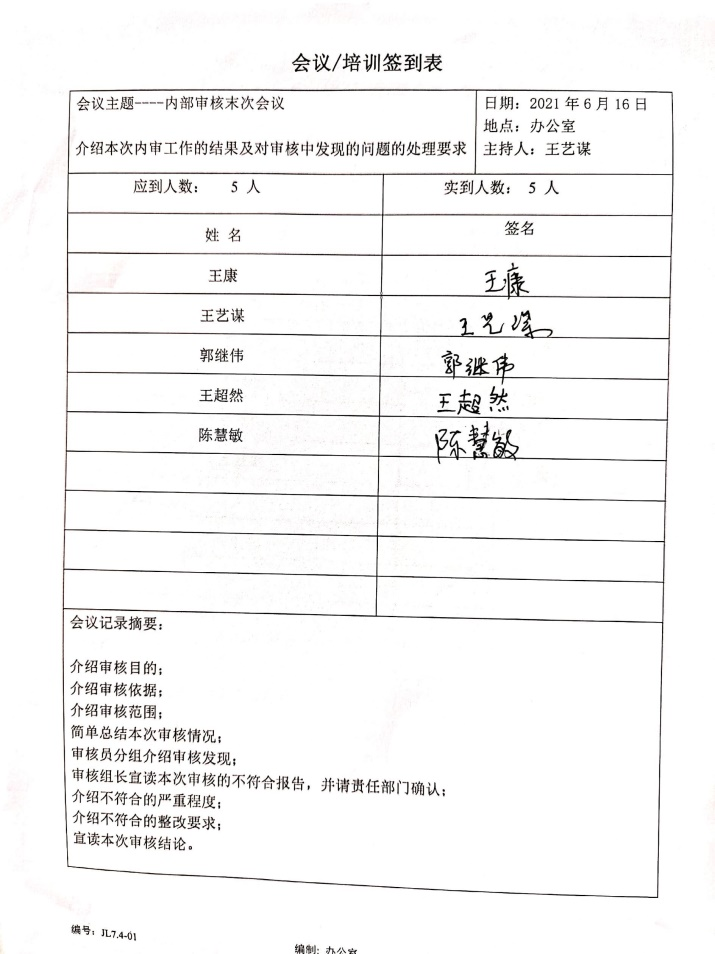 会议/培训签到表
会议主题----内部审核末次会议
日期：2021年6月16日
地点：办公室
介绍本次内审工作的结果及对审核中发现的问题的处理要求
主持人：王艺谋
应到人数： 5 人
实到人数： 5 人
姓 名
签名
王康
王康
王艺谋
王艺谋
郭继伟
郭继伟
王超然
王超然
陈慧敏
陈慧敏
会议记录摘要：
介绍审核目的；
介绍审核依据；
介绍审核范围；
简单总结本次审核情况；
审核员分组介绍审核发现；
审核组长宣读本次审核的不符合报告，并请责任部门确认；
介绍不符合的严重程度；
介绍不符合的整改要求；
宣读本次审核结论。
编号：JL7.4-01
编制：办公室